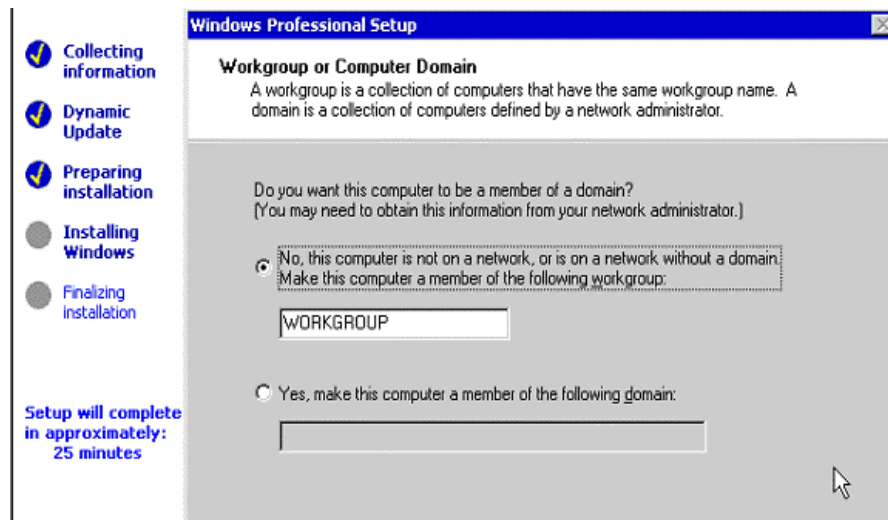 Windows Professional Setup
Collecting
information
Dynamic
Update
Preparing
installation
Installing
Windows
Finalizing
installation
Setup will complete
in approximately:
25 minutes
Workgroup or Computer Domain
A workgroup is a collection of computers that have the same workgroup name. A
domain is a collection of computers defined by a network administrator.
Do you want this computer to be a member of a domain?
(You may need to obtain this information from your network administrator.)
No, this computer is not on a network, or is on a network without a domain.
Make this computer a member of the following workgroup:
WORKGROUP
Yes, make this computer a member of the following domain: